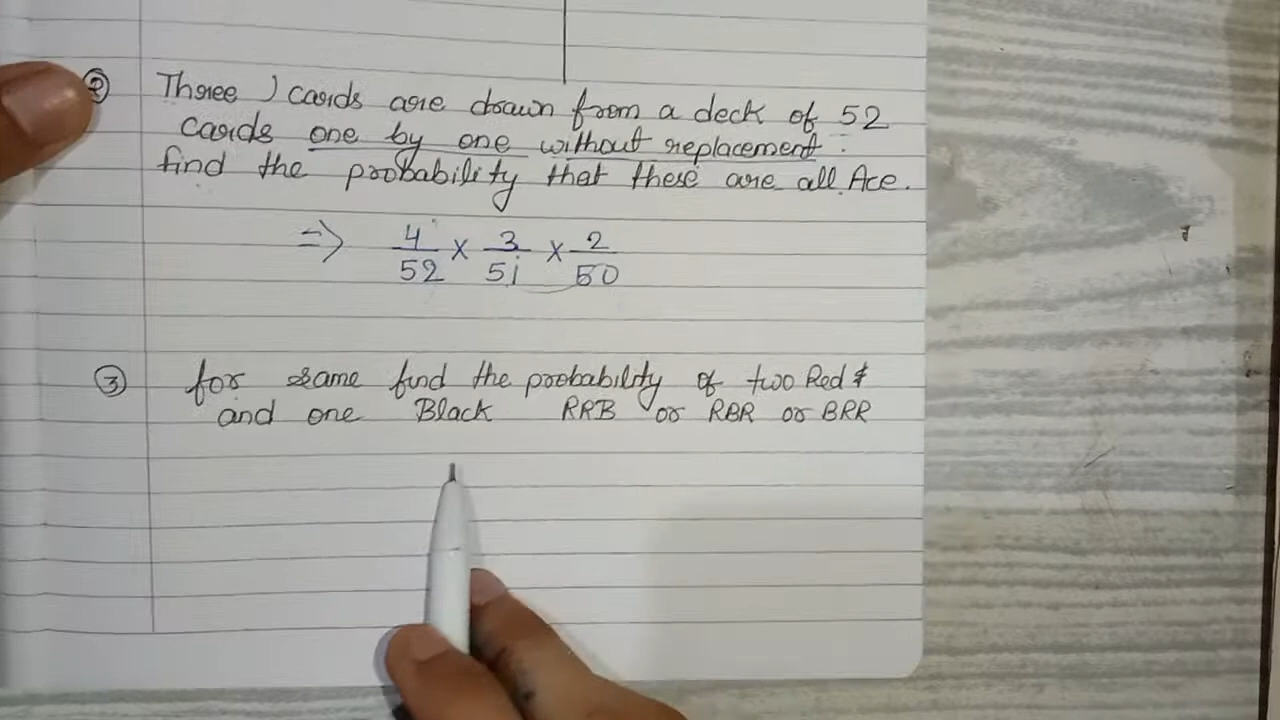 ② Three ) cards are drawn from a deck of 52
cards one by one without replacement.
find the probability that these are all Ace.
=> 4/52 × 3/51 × 2/50
③ for same find the probability of two Red &
and one Black RRB or RBR or BRR